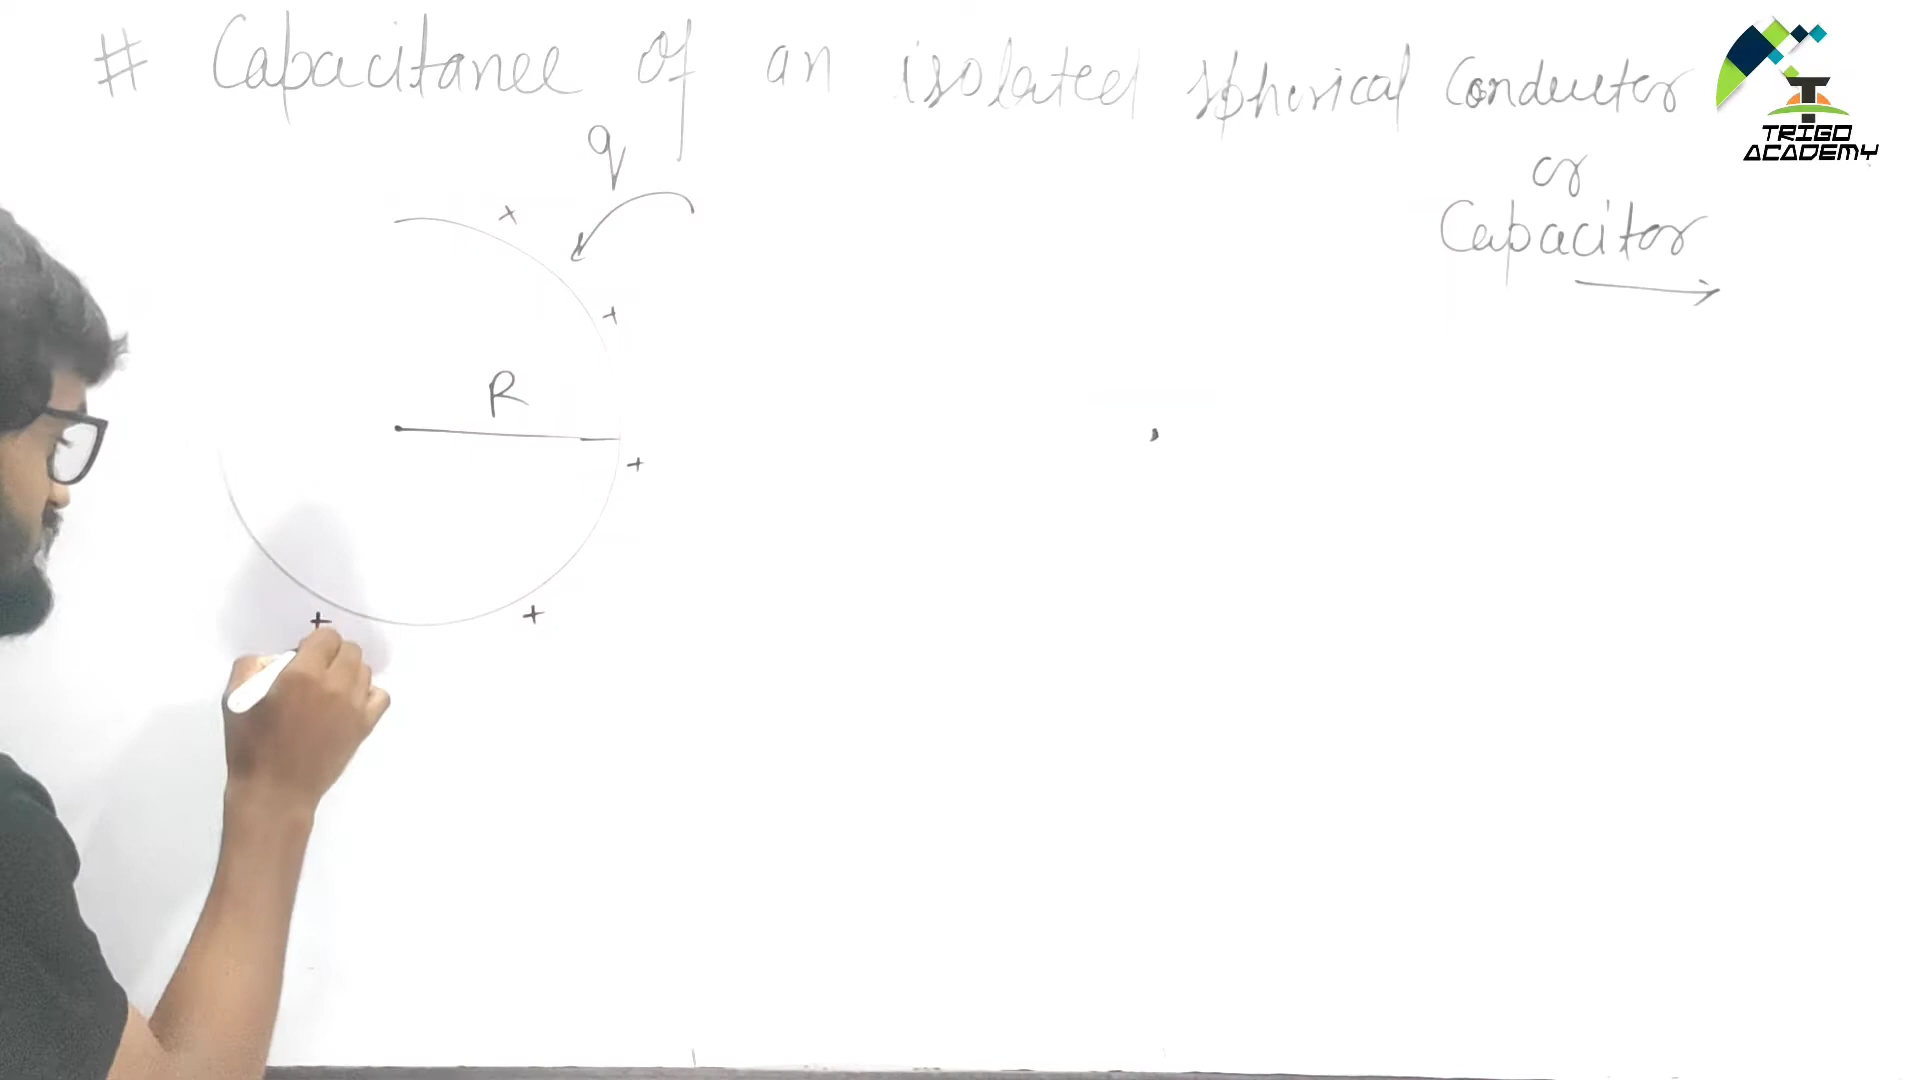 # Capacitance of an isolated spherical Conductor
or
Capacitor
q
R
TRIGO
ACADEMY